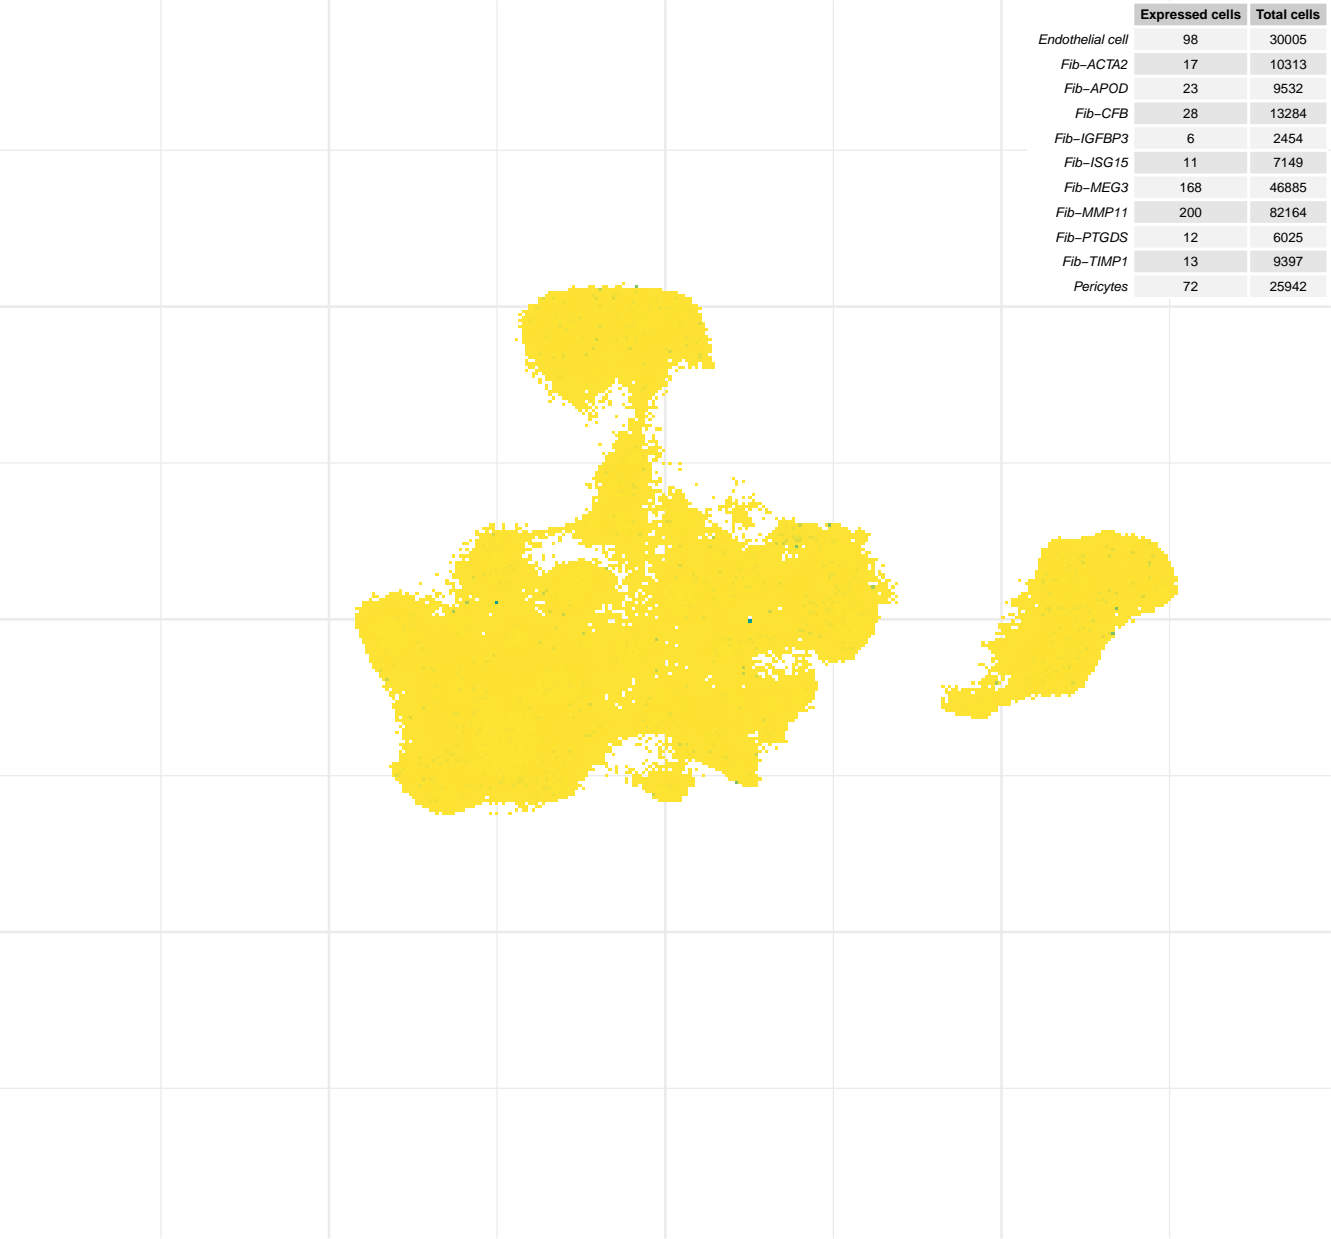 Expressed cells Total cells
Endothelial cell 98 30005
Fib−ACTA2 17 10313
Fib−APOD 23 9532
Fib−CFB 28 13284
Fib−IGFBP3 6 2454
Fib−ISG15 11 7149
Fib−MEG3 168 46885
Fib−MMP11 200 82164
Fib−PTGDS 12 6025
Fib−TIMP1 13 9397
Pericytes 72 25942